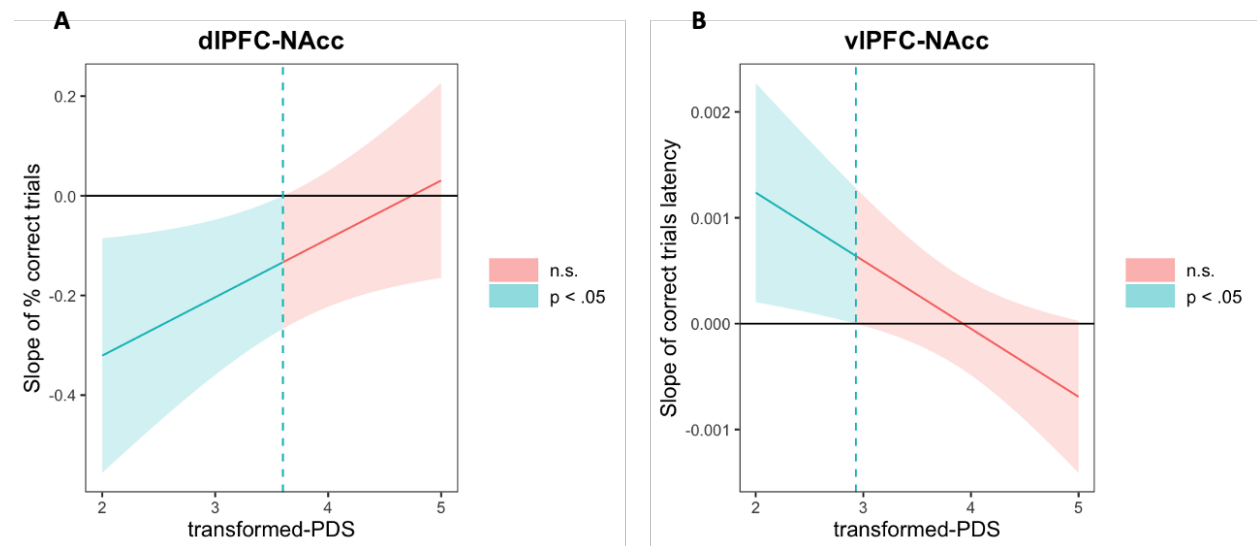 A
dlPFC-NAcc
Slope of % correct trials
0.2
0.0
-0.2
-0.4
2 3 4 5
transformed-PDS
n.s.
p < .05
B
vlPFC-NAcc
Slope of correct trials latency
0.002
0.001
0.000
-0.001
2 3 4 5
transformed-PDS
n.s.
p < .05